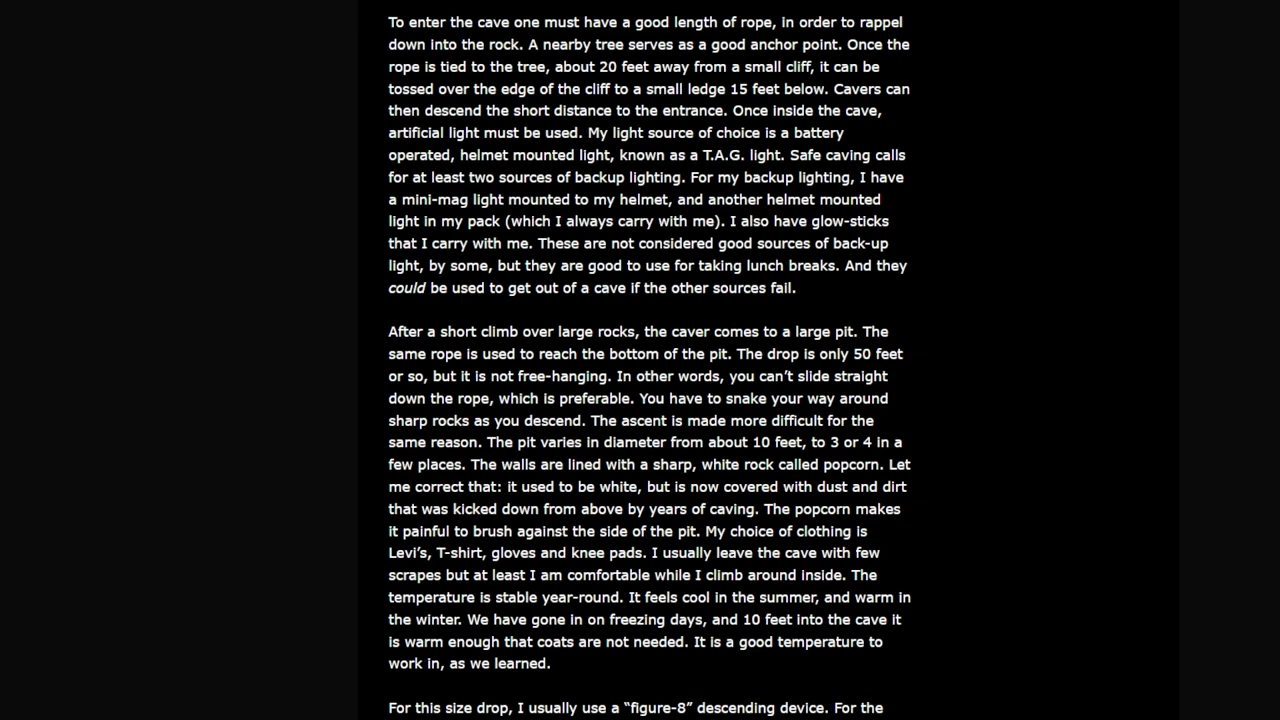 To enter the cave one must have a good length of rope, in order to rappel
down into the rock. A nearby tree serves as a good anchor point. Once the
rope is tied to the tree, about 20 feet away from a small cliff, it can be
tossed over the edge of the cliff to a small ledge 15 feet below. Cavers can
then descend the short distance to the entrance. Once inside the cave,
artificial light must be used. My light source of choice is a battery
operated, helmet mounted light, known as a T.A.G. light. Safe caving calls
for at least two sources of backup lighting. For my backup lighting, I have
a mini-mag light mounted to my helmet, and another helmet mounted
light in my pack (which I always carry with me). I also have glow-sticks
that I carry with me. These are not considered good sources of back-up
light, by some, but they are good to use for taking lunch breaks. And they
could be used to get out of a cave if the other sources fail.
After a short climb over large rocks, the caver comes to a large pit. The
same rope is used to reach the bottom of the pit. The drop is only 50 feet
or so, but it is not free-hanging. In other words, you can’t slide straight
down the rope, which is preferable. You have to snake your way around
sharp rocks as you descend. The ascent is made more difficult for the
same reason. The pit varies in diameter from about 10 feet, to 3 or 4 in a
few places. The walls are lined with a sharp, white rock called popcorn. Let
me correct that: it used to be white, but is now covered with dust and dirt
that was kicked down from above by years of caving. The popcorn makes
it painful to brush against the side of the pit. My choice of clothing is
Levi’s, T-shirt, gloves and knee pads. I usually leave the cave with few
scrapes but at least I am comfortable while I climb around inside. The
temperature is stable year-round. It feels cool in the summer, and warm in
the winter. We have gone in on freezing days, and 10 feet into the cave it
is warm enough that coats are not needed. It is a good temperature to
work in, as we learned.
For this size drop, I usually use a “figure-8” descending device. For the